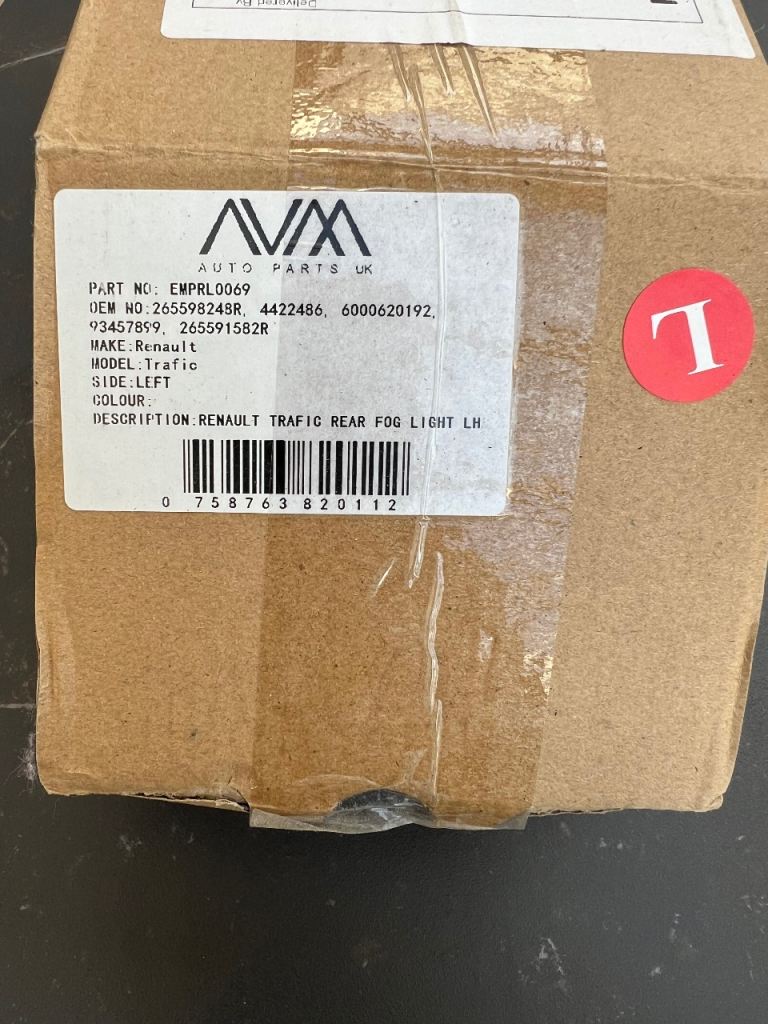 Delivered By
AVM
AUTO PARTS UK
PART NO: EMPRL0069
OEM NO:265598248R, 4422486, 6000620192,
93457899, 265591582R
MAKE:Renault
MODEL:Trafic
SIDE:LEFT
COLOUR:
DESCRIPTION:RENAULT TRAFIC REAR FOG LIGHT LH
0 758763 820112
L